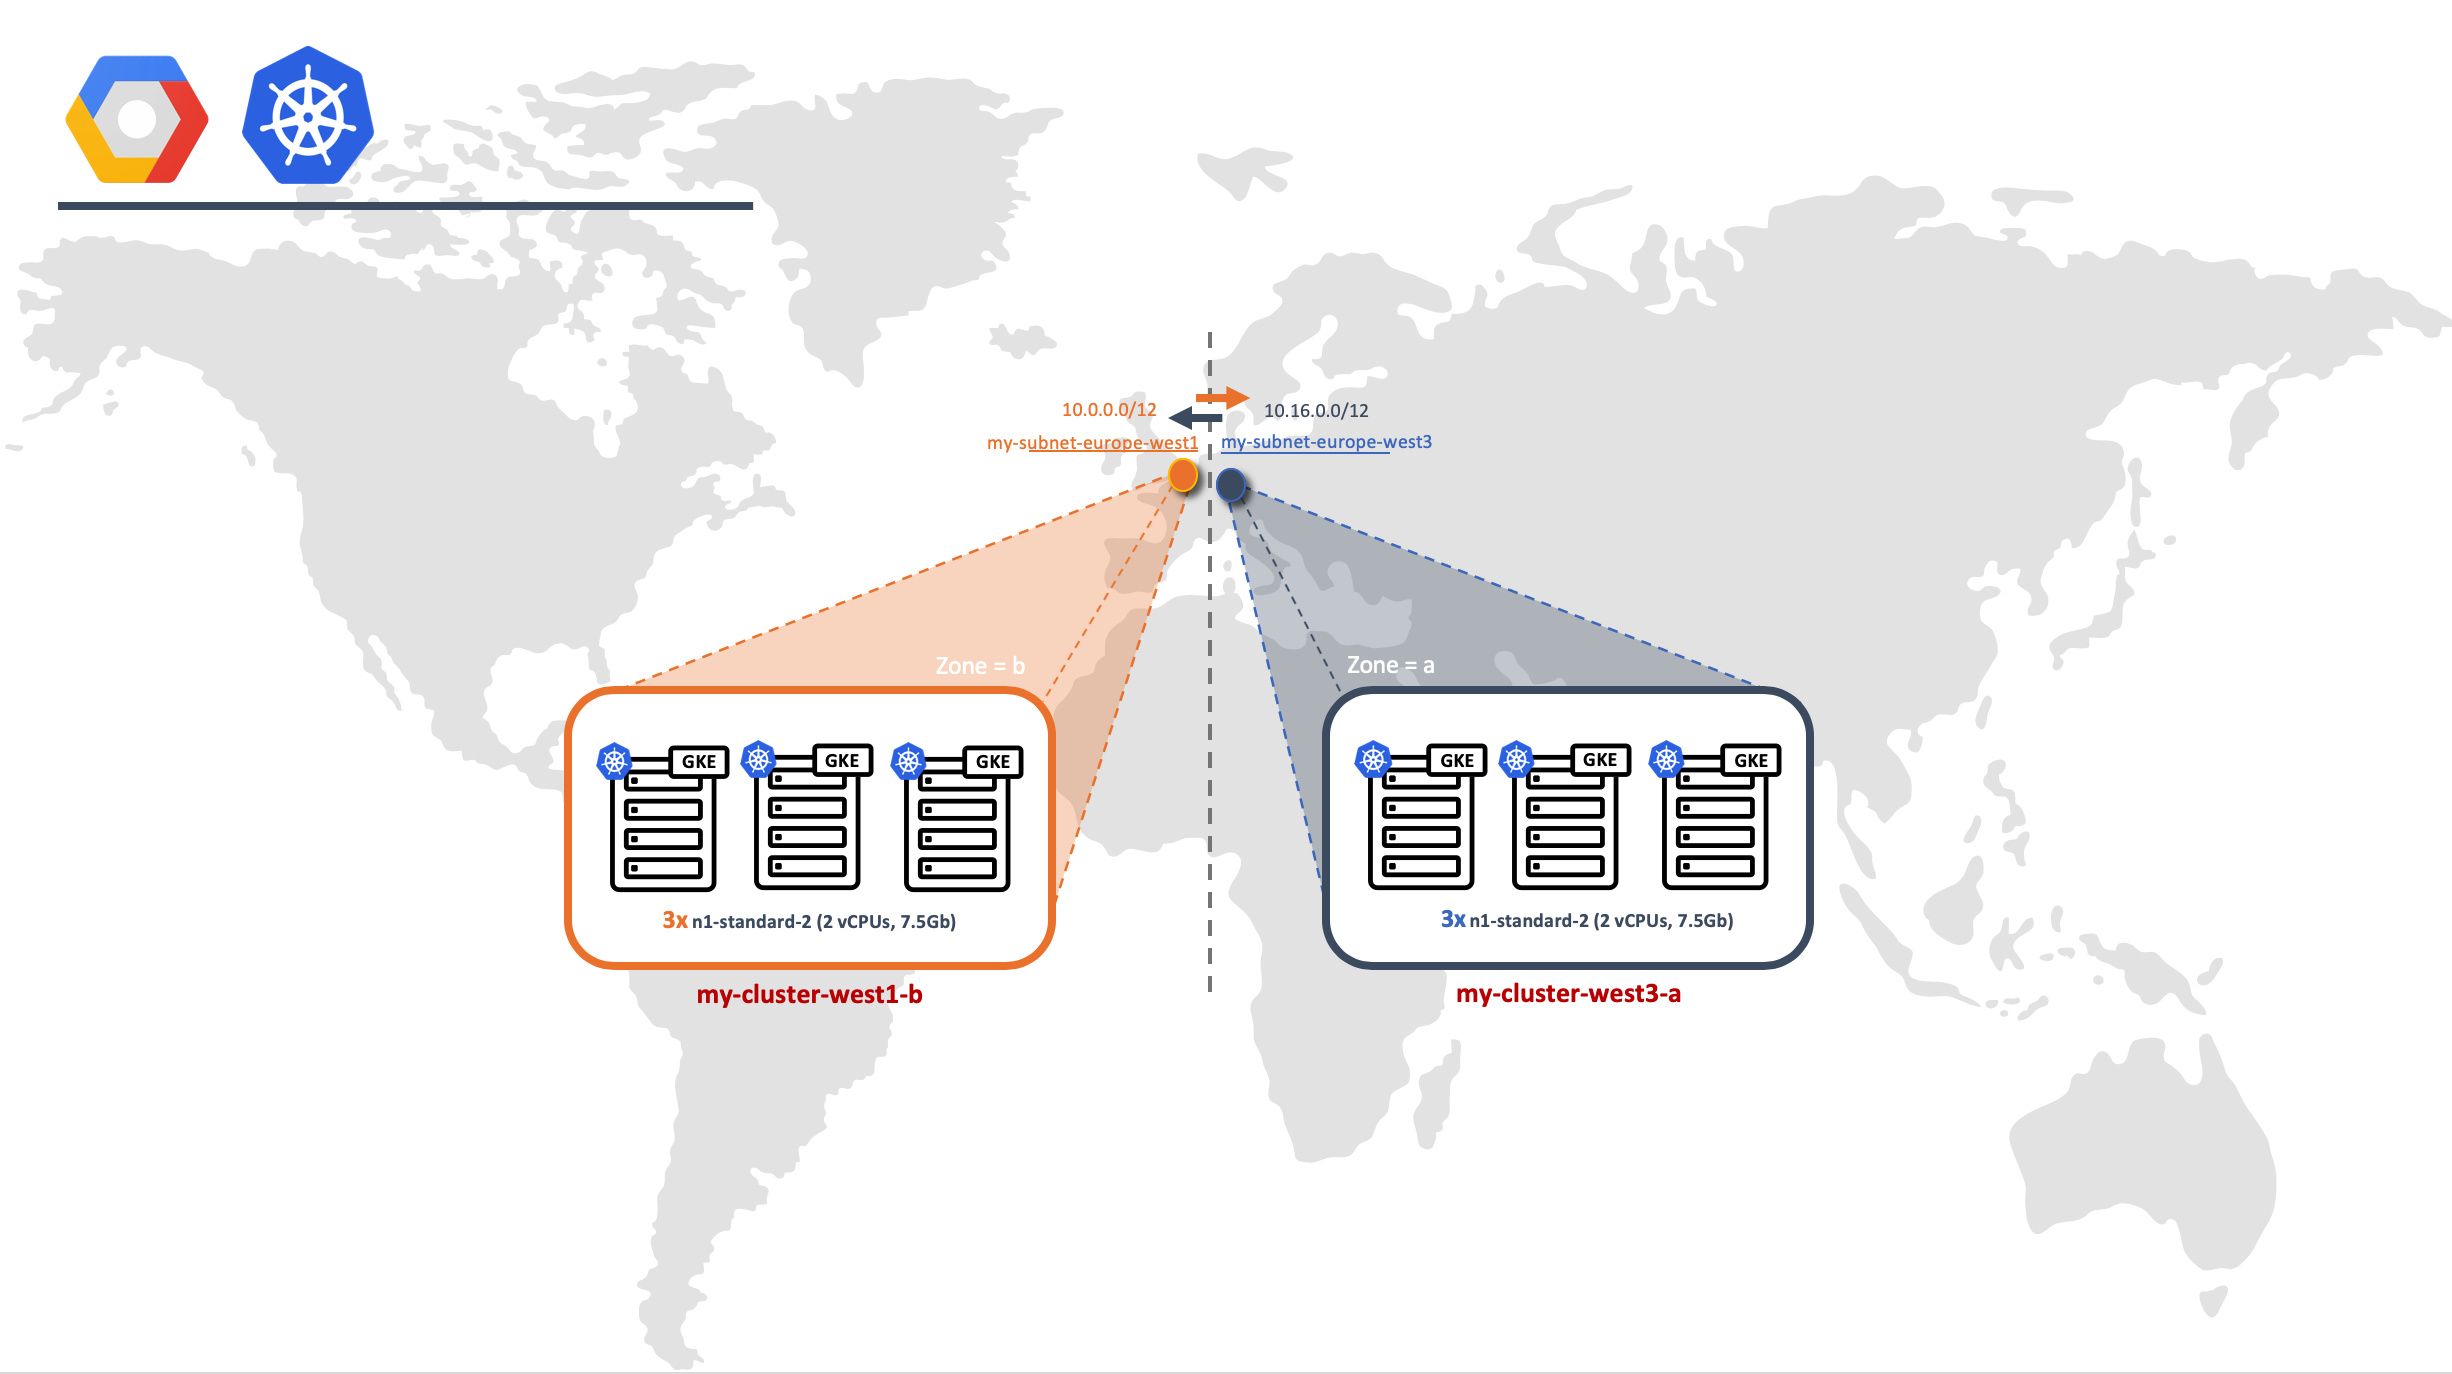 10.0.0.0/12
10.16.0.0/12
my-subnet-europe-west1
my-subnet-europe-west3
Zone = b
Zone = a
GKE
GKE
GKE
GKE
GKE
GKE
3x n1-standard-2 (2 vCPUs, 7.5Gb)
3x n1-standard-2 (2 vCPUs, 7.5Gb)
my-cluster-west1-b
my-cluster-west3-a